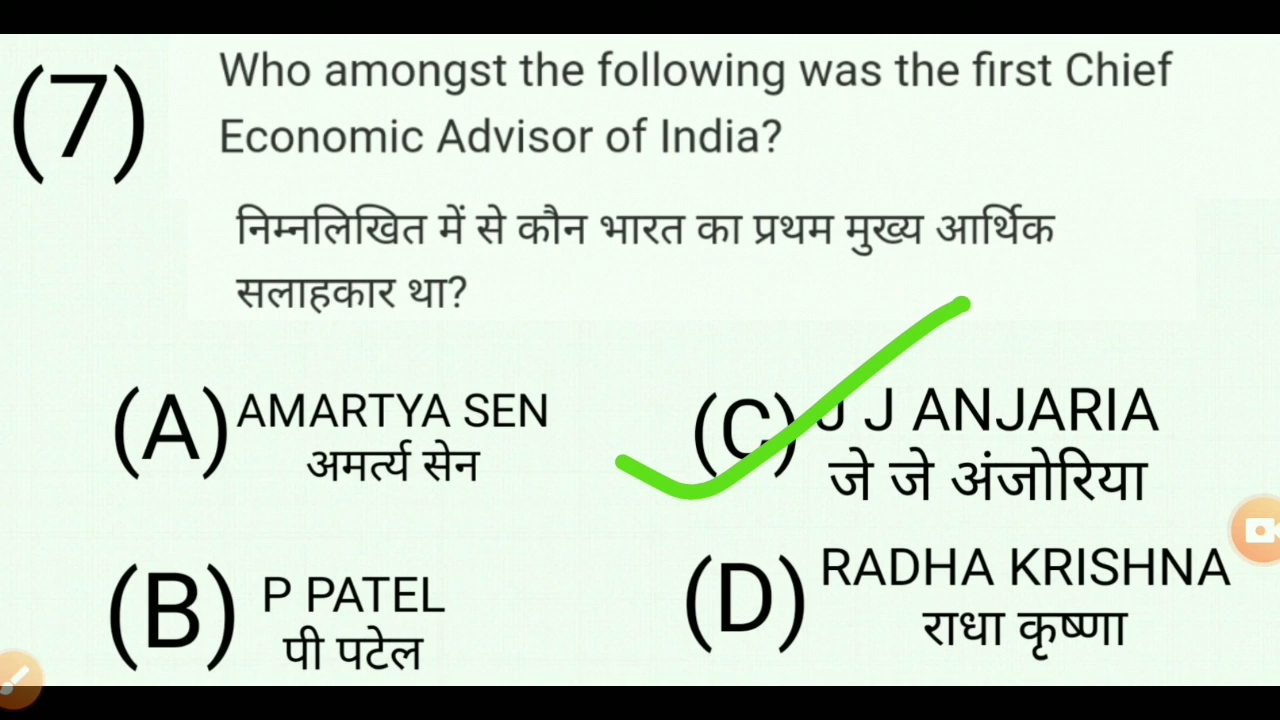 (7)
Who amongst the following was the first Chief
Economic Advisor of India?
निम्नलिखित में से कौन भारत का प्रथम मुख्य आर्थिक
सलाहकार था?
(A) AMARTYA SEN
अमर्त्य सेन
(B) P PATEL
पी पटेल
(C) J J ANJARIA
जे जे अंजोरिया
(D) RADHA KRISHNA
राधा कृष्णा